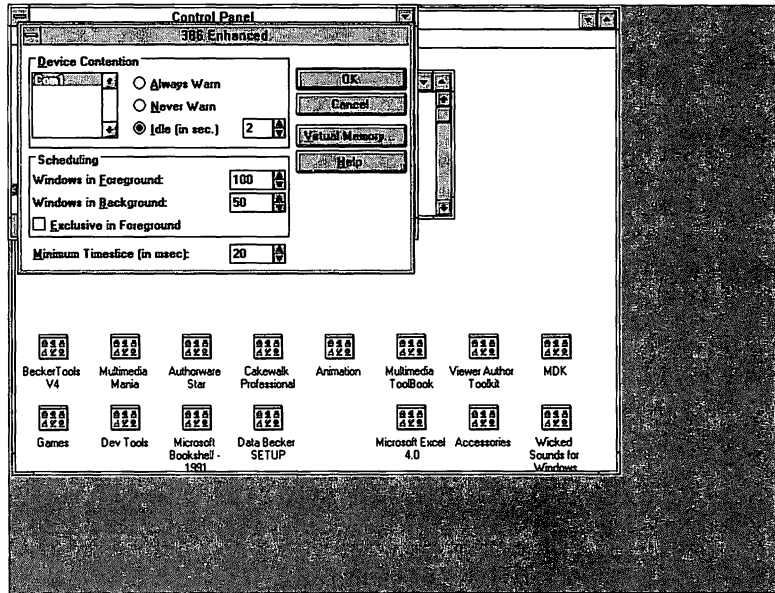 Control Panel
386 Enhanced
Device Contention
Com1
Always Warn
Never Warn
Idle (in sec.) 2
OK
Cancel
Virtual Memory...
Help
Scheduling
Windows in Foreground: 100
Windows in Background: 50
Exclusive in Foreground
Minimum Timeslice (in msec): 20
BeckerTools V4
Multimedia Mania
Authorware Star
Cakewalk Professional
Animation
Multimedia ToolBook
Viewer Author Toolkit
MDK
Games
Dev Tools
Microsoft Bookshelf - 1991
Data Becker SETUP
Microsoft Excel 4.0
Accessories
Wicked Sounds for Windows